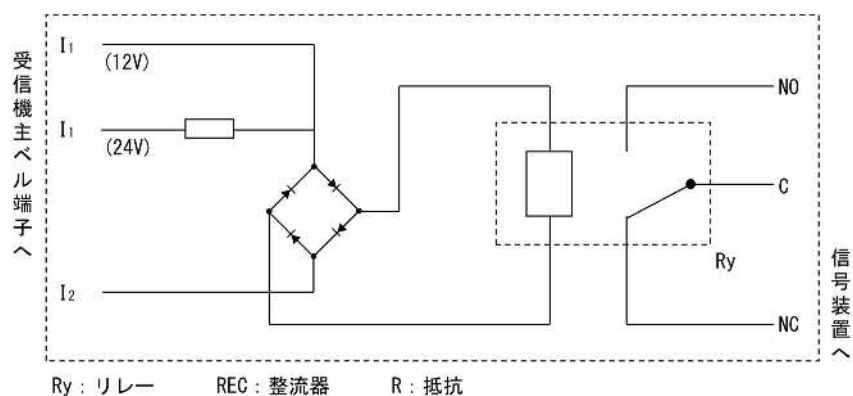 受信機主ベル端子へ
I₁
(12V)
I₁
(24V)
I₂
NO
C
NC
Ry
信号装置へ
Ry：リレー　REC：整流器　R：抵抗